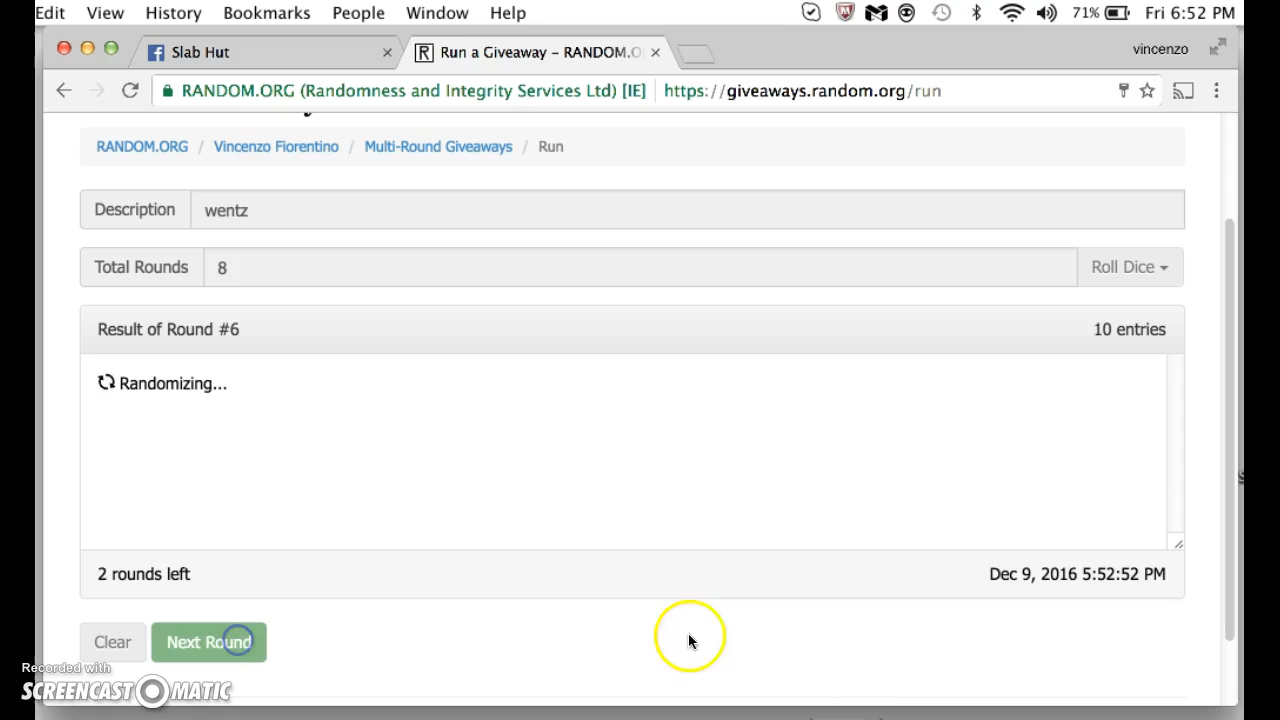 Edit View History Bookmarks People Window Help 71% Fri 6:52 PM
Slab Hut Run a Giveaway – RANDOM.O vincenzo
RANDOM.ORG (Randomness and Integrity Services Ltd) [IE] https://giveaways.random.org/run
RANDOM.ORG / Vincenzo Fiorentino / Multi-Round Giveaways / Run
Description wentz
Total Rounds 8 Roll Dice
Result of Round #6 10 entries
Randomizing...
2 rounds left Dec 9, 2016 5:52:52 PM
Clear Next Round
Recorded with
SCREENCAST O MATIC